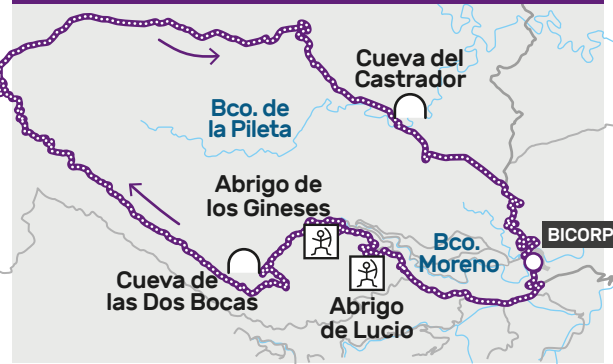 Cueva del
Castrador
Bco. de
la Pileta
Abrigo de
los Gineses
BICORP
Bco.
Moreno
Cueva de
las Dos Bocas
Abrigo
de Lucio